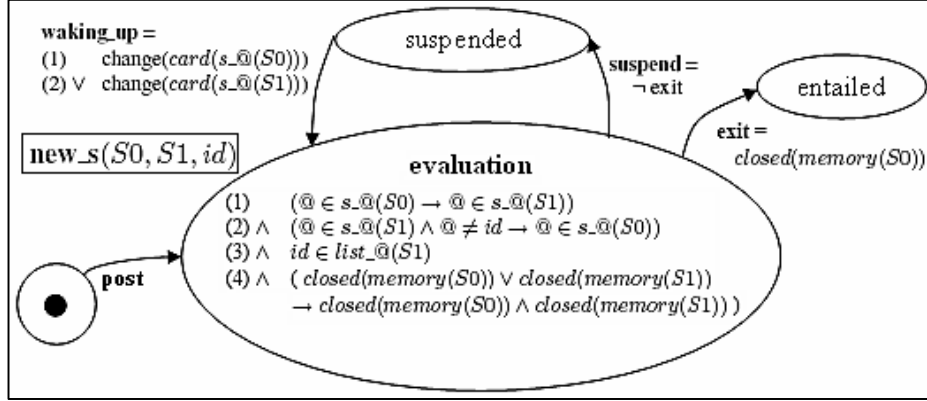 waking_up =
(1) change(card(s_@(S0)))
(2) ∨ change(card(s_@(S1)))
suspended
suspend =
¬ exit
entailed
exit =
closed(memory(S0))
new_s(S0, S1, id)
evaluation
(1) (@ ∈ s_@(S0) → @ ∈ s_@(S1))
(2) ∧ (@ ∈ s_@(S1) ∧ @ ≠ id → @ ∈ s_@(S0))
(3) ∧ id ∈ list_@(S1)
(4) ∧ ( closed(memory(S0)) ∨ closed(memory(S1))
→ closed(memory(S0)) ∧ closed(memory(S1)) )
post